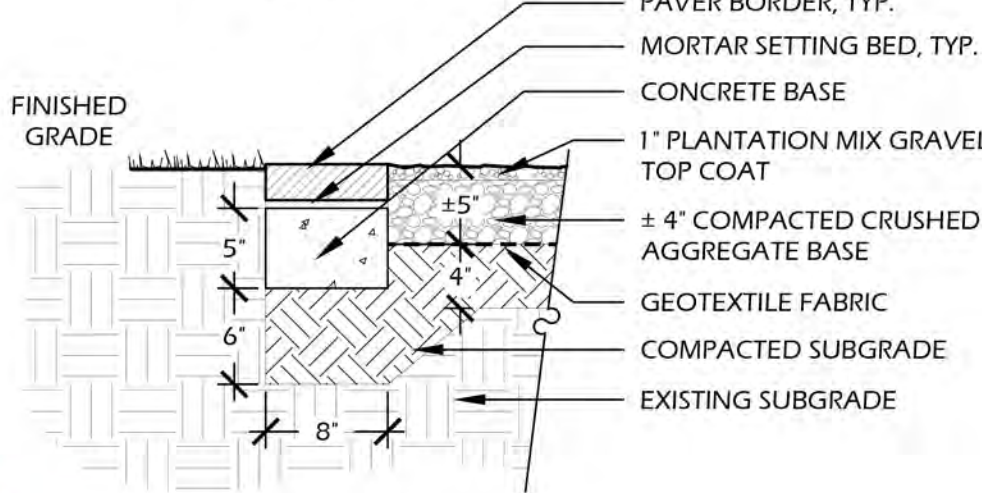 PAVER BORDER, TYP.
MORTAR SETTING BED, TYP.
CONCRETE BASE
FINISHED
GRADE
1" PLANTATION MIX GRAVEL
TOP COAT
±5"
± 4" COMPACTED CRUSHED
AGGREGATE BASE
5"
4"
GEOTEXTILE FABRIC
6"
COMPACTED SUBGRADE
EXISTING SUBGRADE
8"